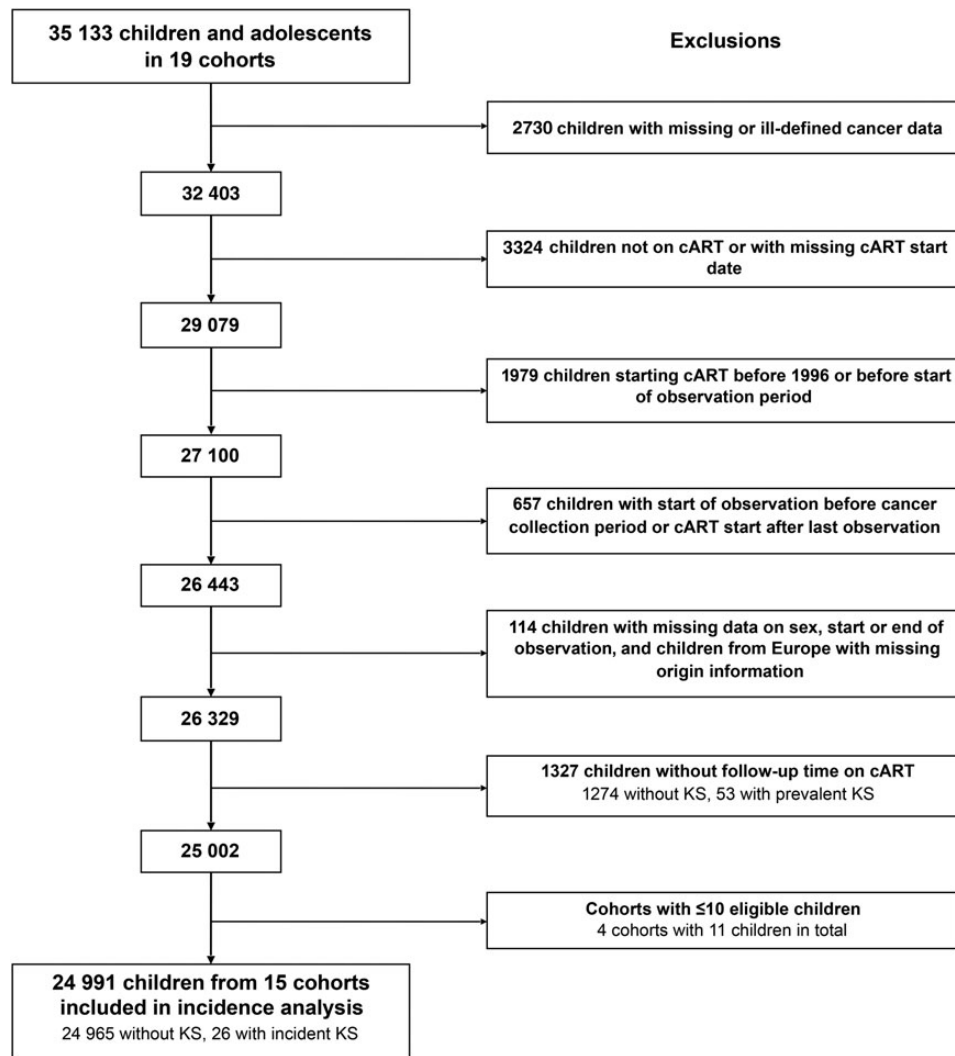 35 133 children and adolescents
in 19 cohorts
Exclusions
2730 children with missing or ill-defined cancer data
32 403
3324 children not on cART or with missing cART start
date
29 079
1979 children starting cART before 1996 or before start
of observation period
27 100
657 children with start of observation before cancer
collection period or cART start after last observation
26 443
114 children with missing data on sex, start or end of
observation, and children from Europe with missing
origin information
26 329
1327 children without follow-up time on cART
1274 without KS, 53 with prevalent KS
25 002
Cohorts with ≤10 eligible children
4 cohorts with 11 children in total
24 991 children from 15 cohorts
included in incidence analysis
24 965 without KS, 26 with incident KS